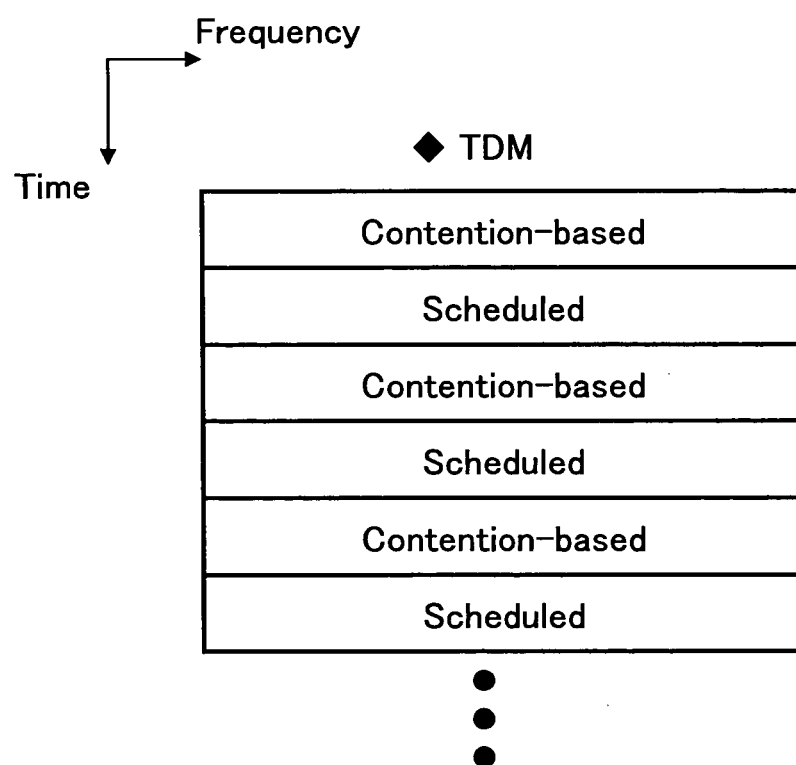 Frequency
Time
◆ TDM
Contention-based
Scheduled
Contention-based
Scheduled
Contention-based
Scheduled